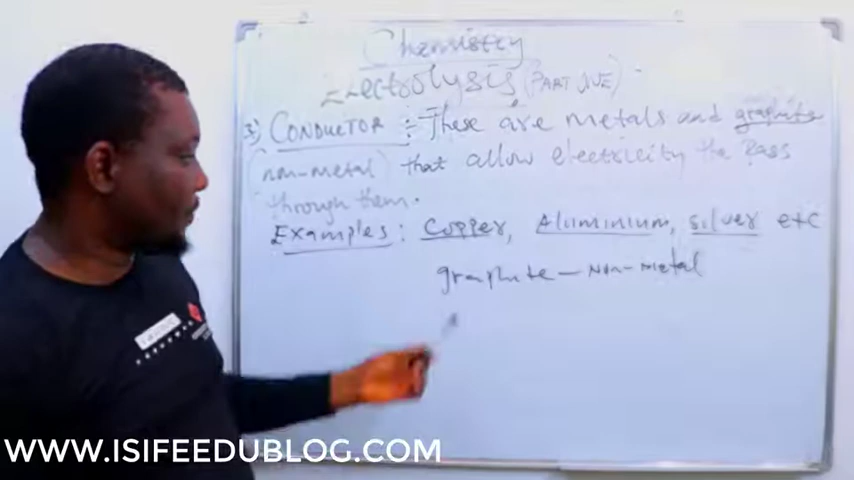 Chemistry
Electrolysis (PART ONE)
3) CONDUCTOR : These are metals and graphite
(non-metal) that allow electricity the Pass
through them.
Examples : Copper, Aluminium, silver etc
graphite — Non-metal
WWW.ISIFEEDUBLOG.COM